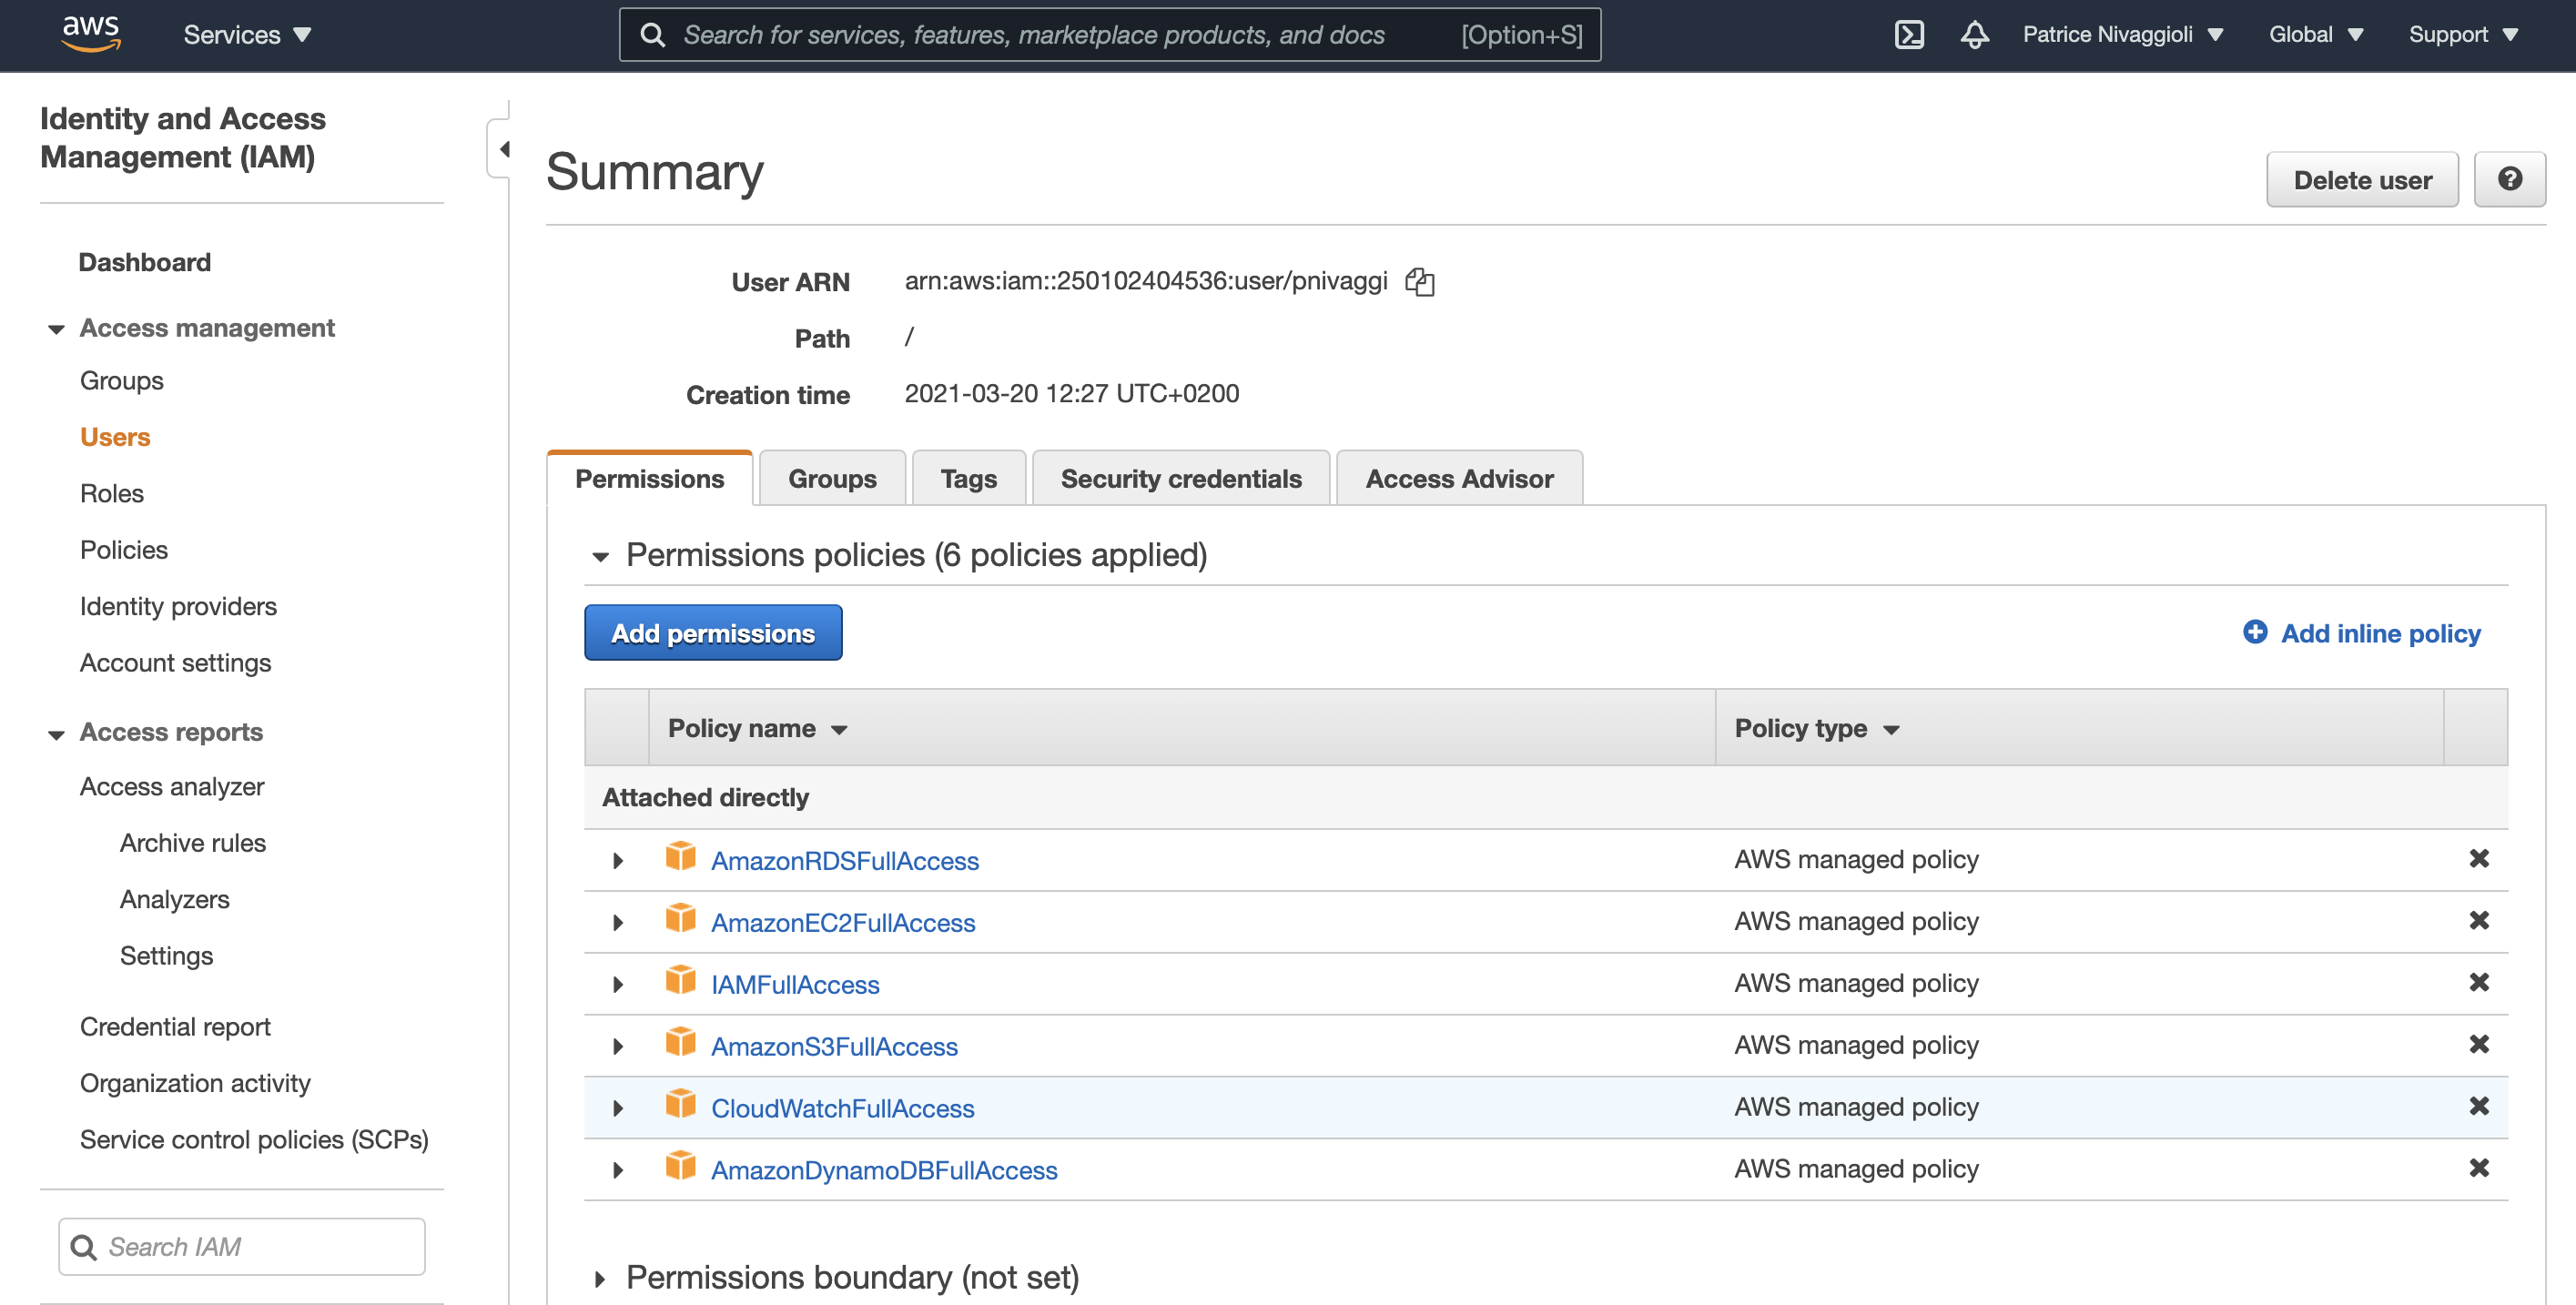 aws
Services
Search for services, features, marketplace products, and docs [Option+S]
Patrice Nivaggioli
Global
Support
Identity and Access
Management (IAM)
Dashboard
Access management
Groups
Users
Roles
Policies
Identity providers
Account settings
Access reports
Access analyzer
Archive rules
Analyzers
Settings
Credential report
Organization activity
Service control policies (SCPs)
Search IAM
Summary
Delete user
?
User ARN arn:aws:iam::250102404536:user/pnivaggi
Path /
Creation time 2021-03-20 12:27 UTC+0200
Permissions
Groups
Tags
Security credentials
Access Advisor
Permissions policies (6 policies applied)
Add permissions
Add inline policy
Policy name Policy type
Attached directly
AmazonRDSFullAccess AWS managed policy
AmazonEC2FullAccess AWS managed policy
IAMFullAccess AWS managed policy
AmazonS3FullAccess AWS managed policy
CloudWatchFullAccess AWS managed policy
AmazonDynamoDBFullAccess AWS managed policy
Permissions boundary (not set)